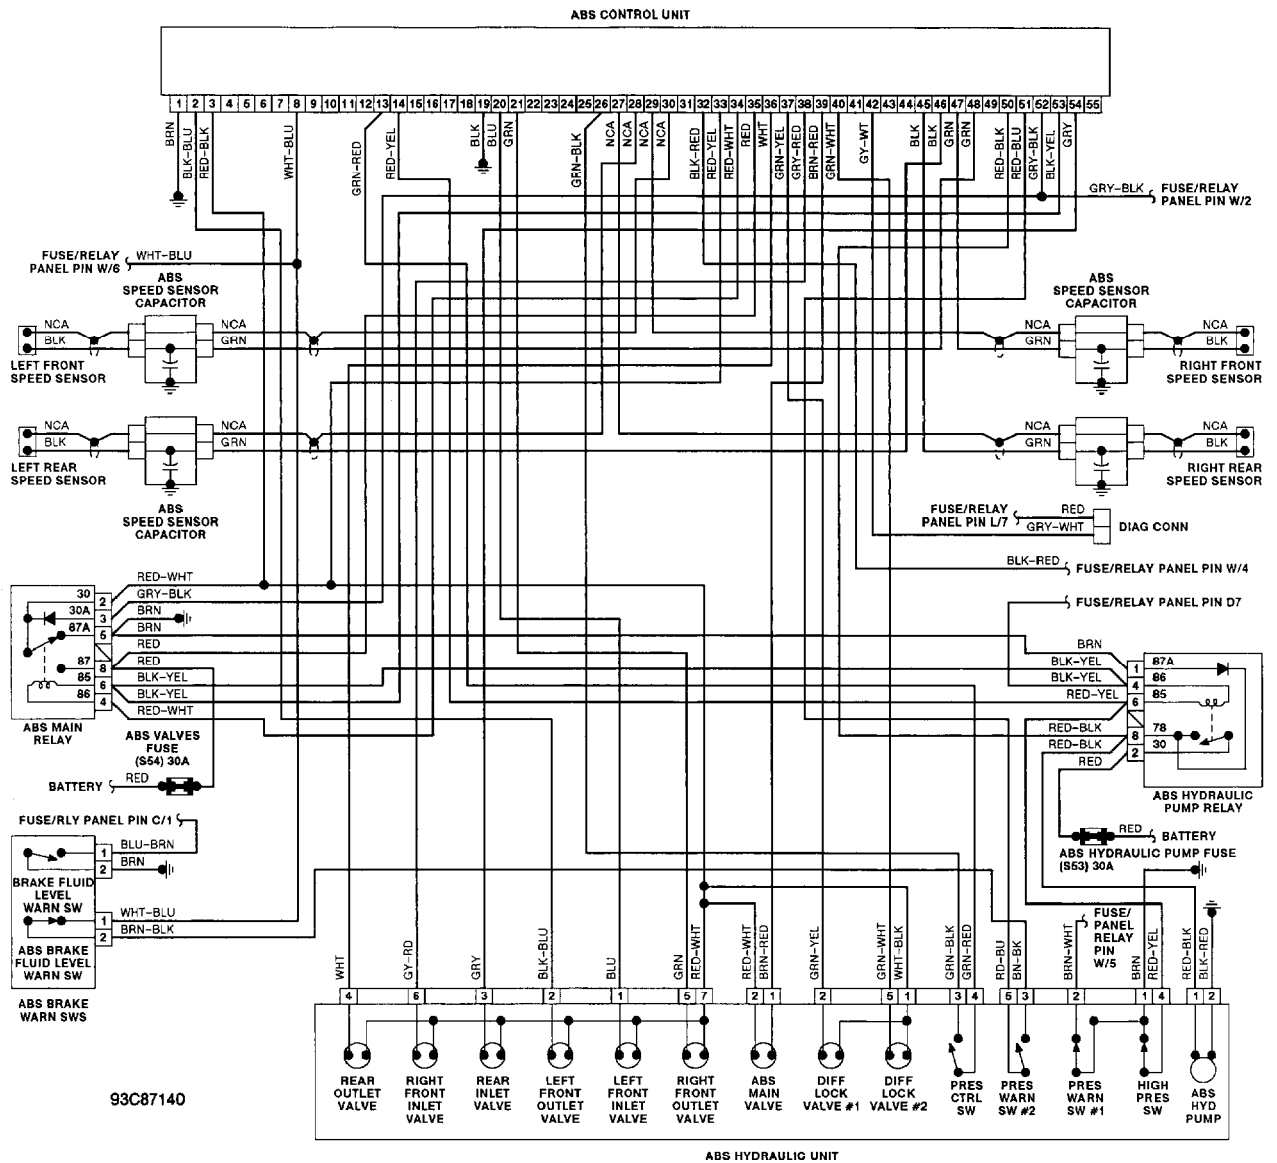 ABS CONTROL UNIT
1 2 3 4 5 6 7 8 9 10 11 12 13 14 15 16 17 18 19 20 21 22 23 24 25 26 27 28 29 30 31 32 33 34 35 36 37 38 39 40 41 42 43 44 45 46 47 48 49 50 51 52 53 54 55
BRN
BLK-BLU
RED-BLK
WHT-BLU
GRN-RED
RED-YEL
BLK
BLU
GRN
GRN-BLK
NCA
NCA
NCA
NCA
BLK-RED
RED-YEL
RED-WHT
RED
WHT
GRN-YEL
GRY-RED
BRN-RED
GRN-WHT
GY-WT
BLK
BLK
GRN
GRN
RED-BLK
RED-BLU
GRY-BLK
BLK-YEL
GRY
GRY-BLK
FUSE/RELAY
PANEL PIN W/2
FUSE/RELAY
PANEL PIN W/6
WHT-BLU
ABS
SPEED SENSOR
CAPACITOR
ABS
SPEED SENSOR
CAPACITOR
NCA
BLK
NCA
GRN
NCA
GRN
NCA
BLK
LEFT FRONT
SPEED SENSOR
RIGHT FRONT
SPEED SENSOR
NCA
BLK
NCA
GRN
NCA
GRN
NCA
BLK
LEFT REAR
SPEED SENSOR
RIGHT REAR
SPEED SENSOR
ABS
SPEED SENSOR
CAPACITOR
ABS
SPEED SENSOR
CAPACITOR
FUSE/RELAY
PANEL PIN L/7
RED
GRY-WHT
DIAG CONN
BLK-RED
FUSE/RELAY PANEL PIN W/4
FUSE/RELAY PANEL PIN D7
30 2 RED-WHT
30A 3 GRY-BLK
87A 5 BRN
BRN
RED
87 8 RED
85 6 BLK-YEL
BLK-YEL
86 4 RED-WHT
ABS MAIN
RELAY
ABS VALVES
FUSE
(S54) 30A
BATTERY
RED
BRN 1 87A
BLK-YEL
BLK-YEL 4 86
RED-YEL 6 85
RED-BLK 8 78
RED-BLK
RED 2 30
ABS HYDRAULIC
PUMP RELAY
RED
BATTERY
ABS HYDRAULIC PUMP FUSE
(S53) 30A
FUSE/RLY PANEL PIN C/1
1 BLU-BRN
2 BRN
BRAKE FLUID
LEVEL
WARN SW
1 WHT-BLU
2 BRN-BLK
ABS BRAKE
FLUID LEVEL
WARN SW
ABS BRAKE
WARN SWS
FUSE/
PANEL
RELAY
PIN
W/5
WHT
GY-RD
GRY
BLK-BLU
BLU
GRN
RED-WHT
RED-WHT
BRN-RED
GRN-YEL
GRN-WHT
WHT-BLK
GRN-BLK
GRN-RED
RD-BU
BN-BK
BRN-WHT
BRN
RED-YEL
RED-BLK
BLK-RED
4 6 3 2 1 5 7 2 1 2 5 1 3 4 5 3 2 1 4 1 2
REAR
OUTLET
VALVE
RIGHT
FRONT
INLET
VALVE
REAR
INLET
VALVE
LEFT
FRONT
OUTLET
VALVE
LEFT
FRONT
INLET
VALVE
RIGHT
FRONT
OUTLET
VALVE
ABS
MAIN
VALVE
DIFF
LOCK
VALVE #1
DIFF
LOCK
VALVE #2
PRES
CTRL
SW
PRES
WARN
SW #2
PRES
WARN
SW #1
HIGH
PRES
SW
ABS
HYD
PUMP
93C87140
ABS HYDRAULIC UNIT